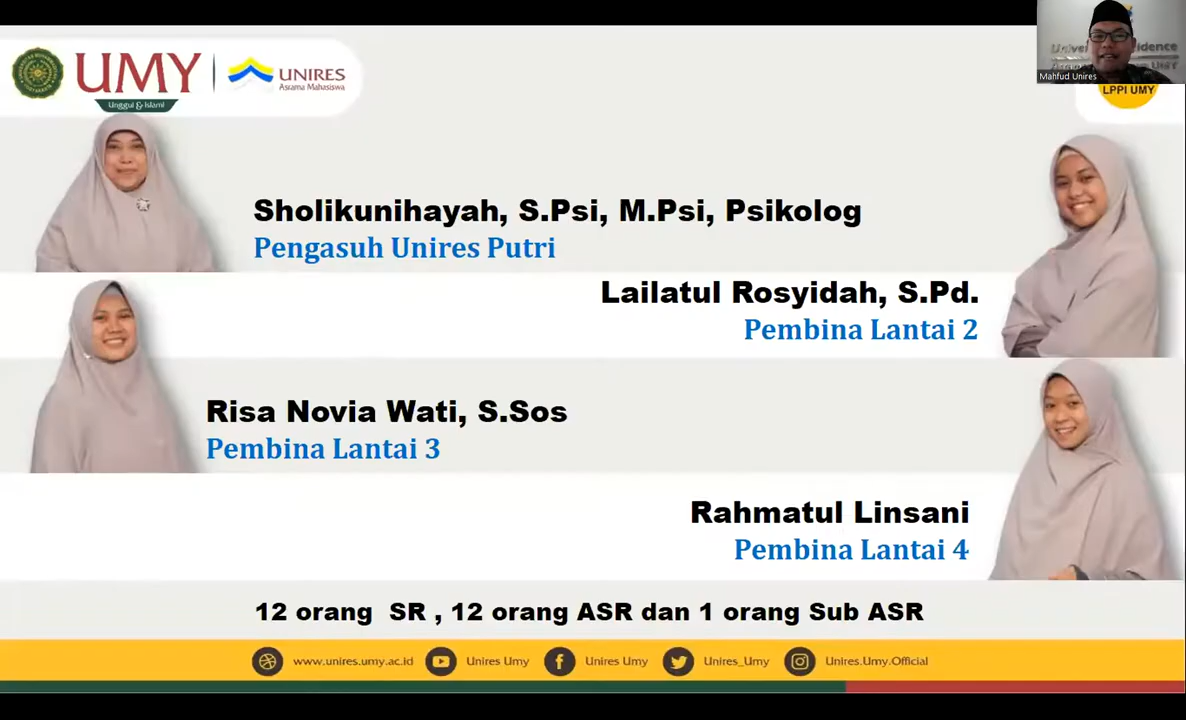 UMY
Unggul & Islami
UNIRES
Asrama Mahasiswa
Mahfud Unires
LPPI UMY
Sholikunihayah, S.Psi, M.Psi, Psikolog
Pengasuh Unires Putri
Lailatul Rosyidah, S.Pd.
Pembina Lantai 2
Risa Novia Wati, S.Sos
Pembina Lantai 3
Rahmatul Linsani
Pembina Lantai 4
12 orang SR , 12 orang ASR dan 1 orang Sub ASR
www.unires.umy.ac.id
Unires Umy
Unires Umy
Unires_Umy
Unires.Umy.Official